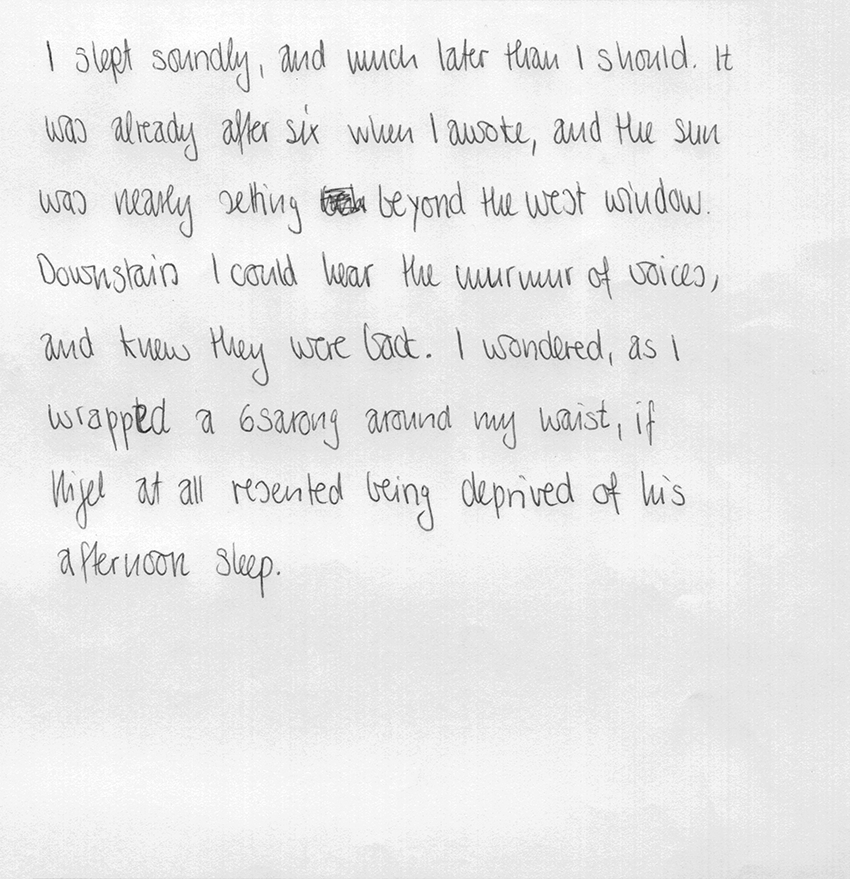 I slept soundly, and much later than I should. It
was already after six when I awoke, and the sun
was nearly setting beyond the west window.
Downstairs I could hear the murmur of voices,
and knew they were back. I wondered, as I
wrapped a 6sarong around my waist, if
Nigel at all resented being deprived of his
afternoon sleep.